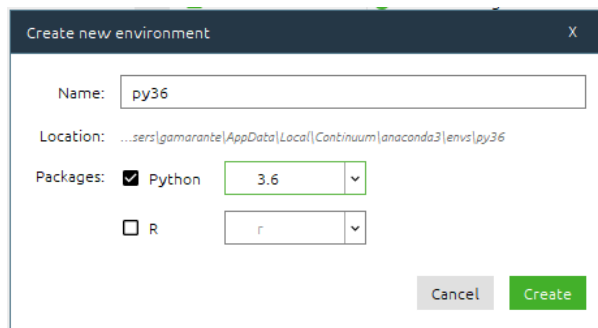 Create new environment X
Name: py36
Location: ...sers\gamarante\AppData\Local\Continuum\anaconda3\envs\py36
Packages: Python 3.6
R r
Cancel Create